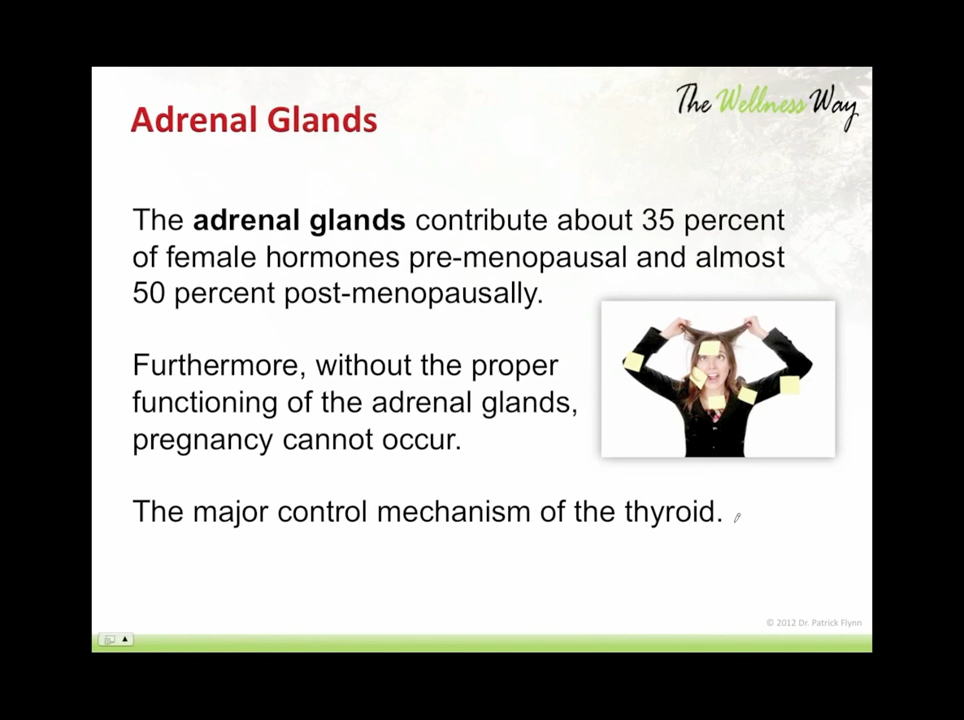 The Wellness Way
Adrenal Glands
The adrenal glands contribute about 35 percent
of female hormones pre-menopausal and almost
50 percent post-menopausally.
Furthermore, without the proper
functioning of the adrenal glands,
pregnancy cannot occur.
The major control mechanism of the thyroid.
© 2012 Dr. Patrick Flynn